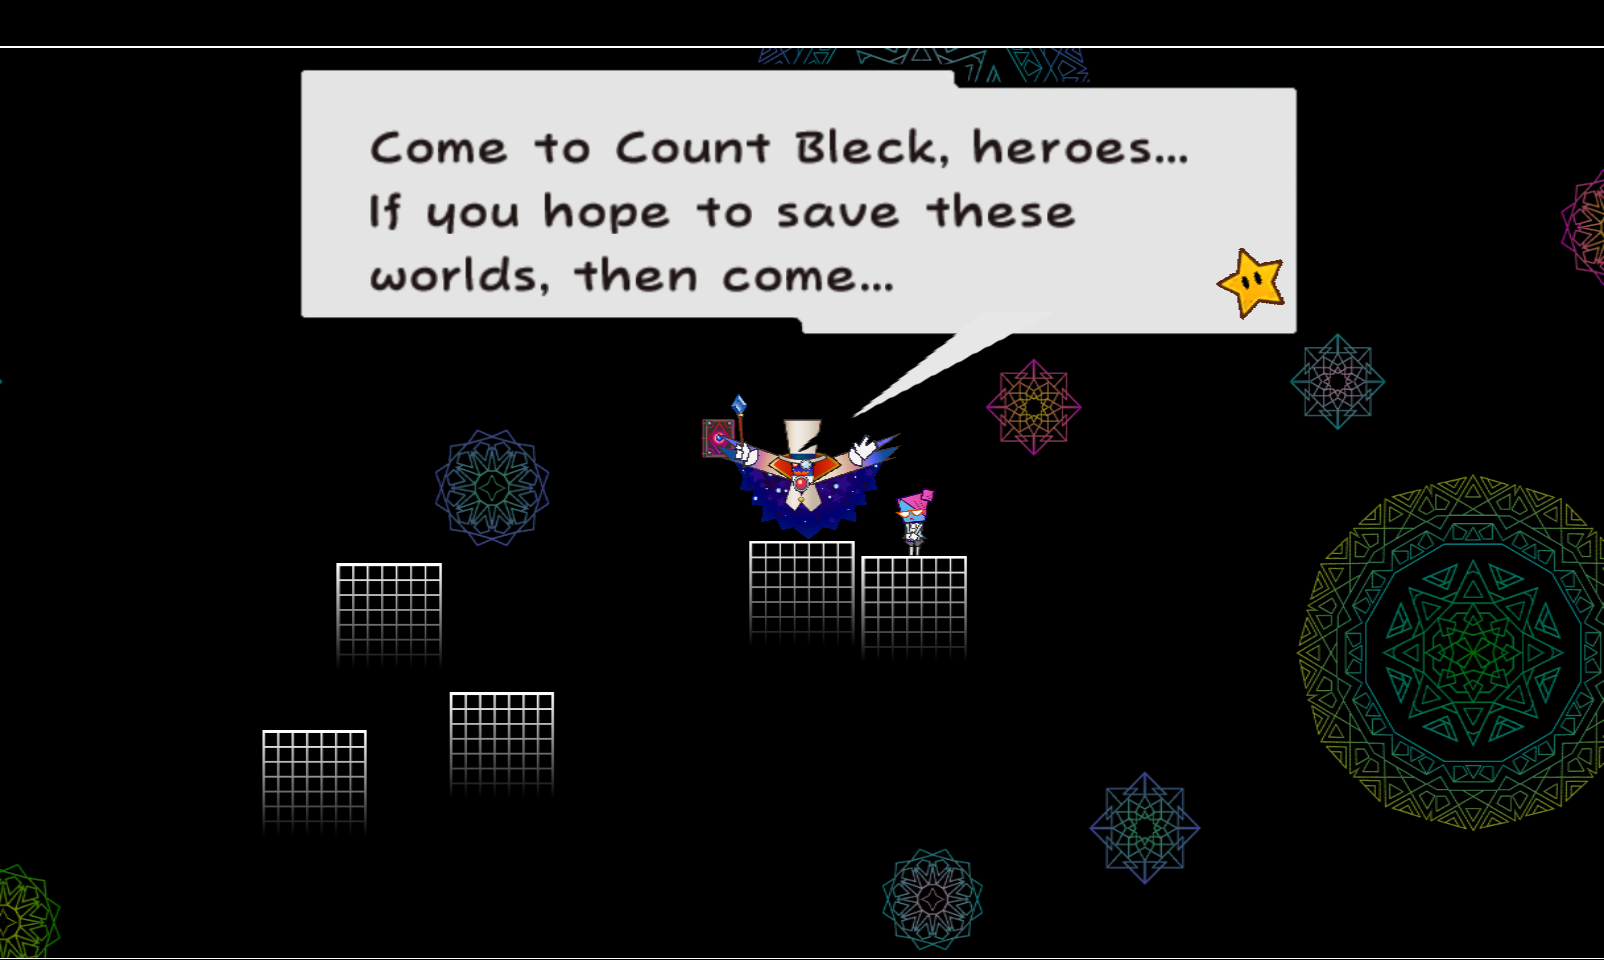 Come to Count Bleck, heroes...
If you hope to save these
worlds, then come...